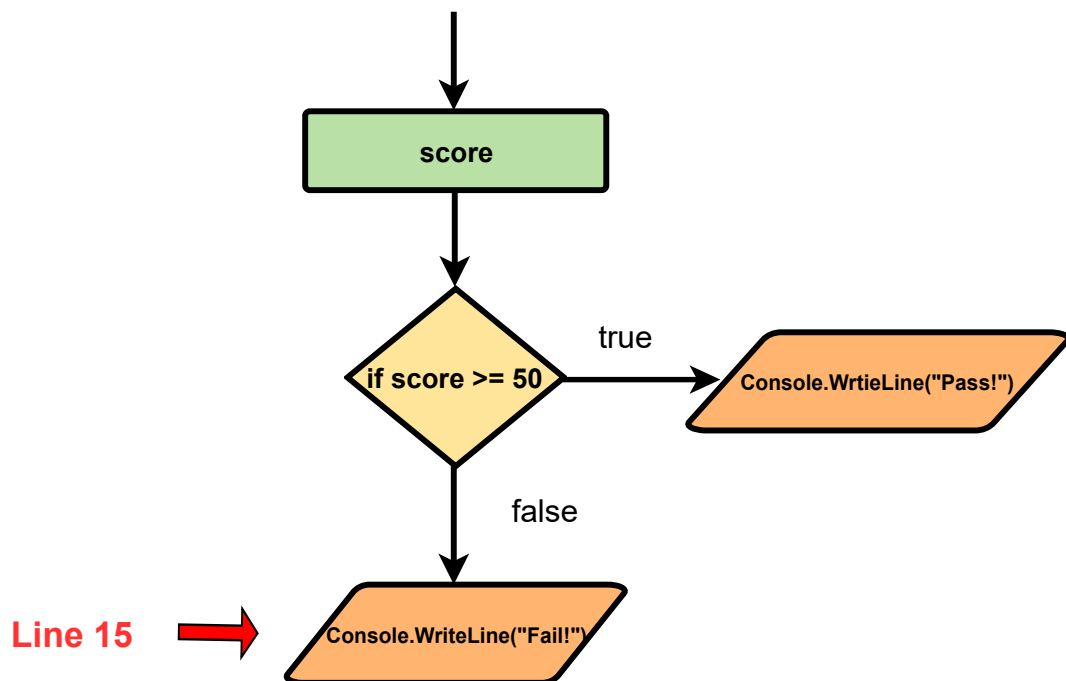 score
if score >= 50
true
Console.WrtieLine("Pass!")
false
Line 15
Console.WriteLine("Fail!")